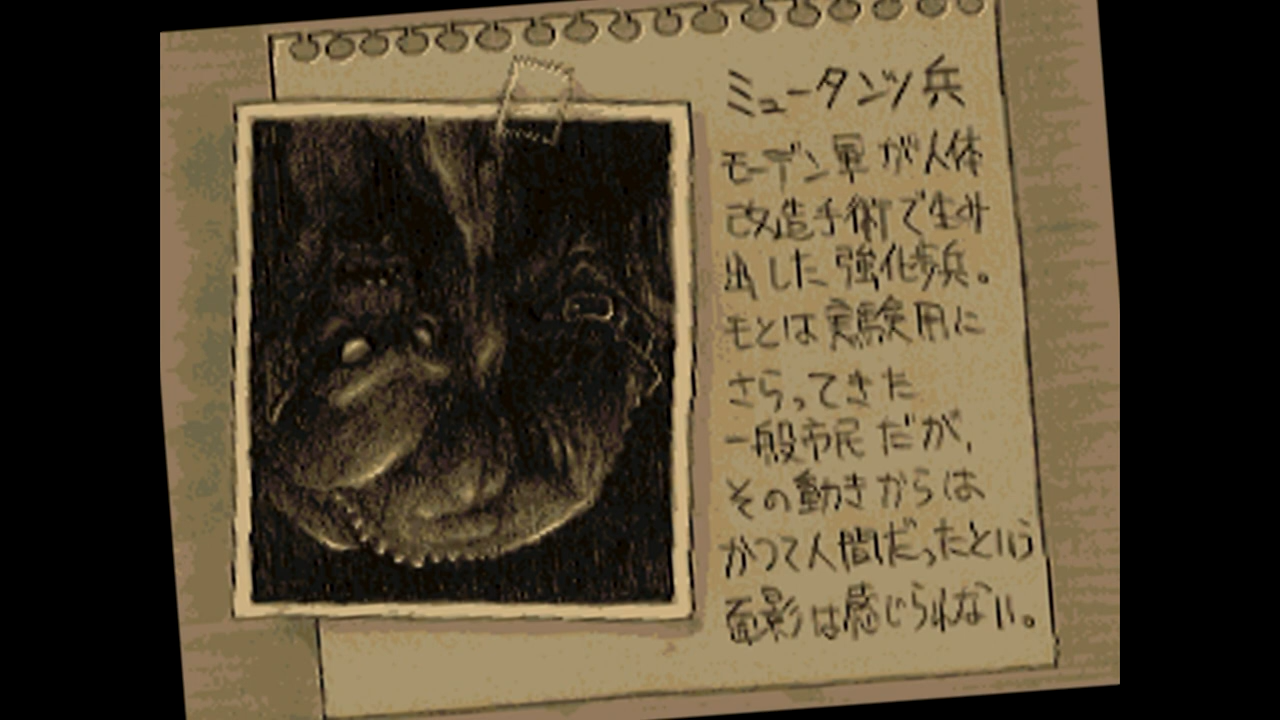 ミュータンツ兵
モーデン軍が人体
改造手術で生み
出した強化歩兵。
モとは実験用に
さらってきた
一般市民だが、
その動きからは
かつて人間だったという
面影は感じられない。